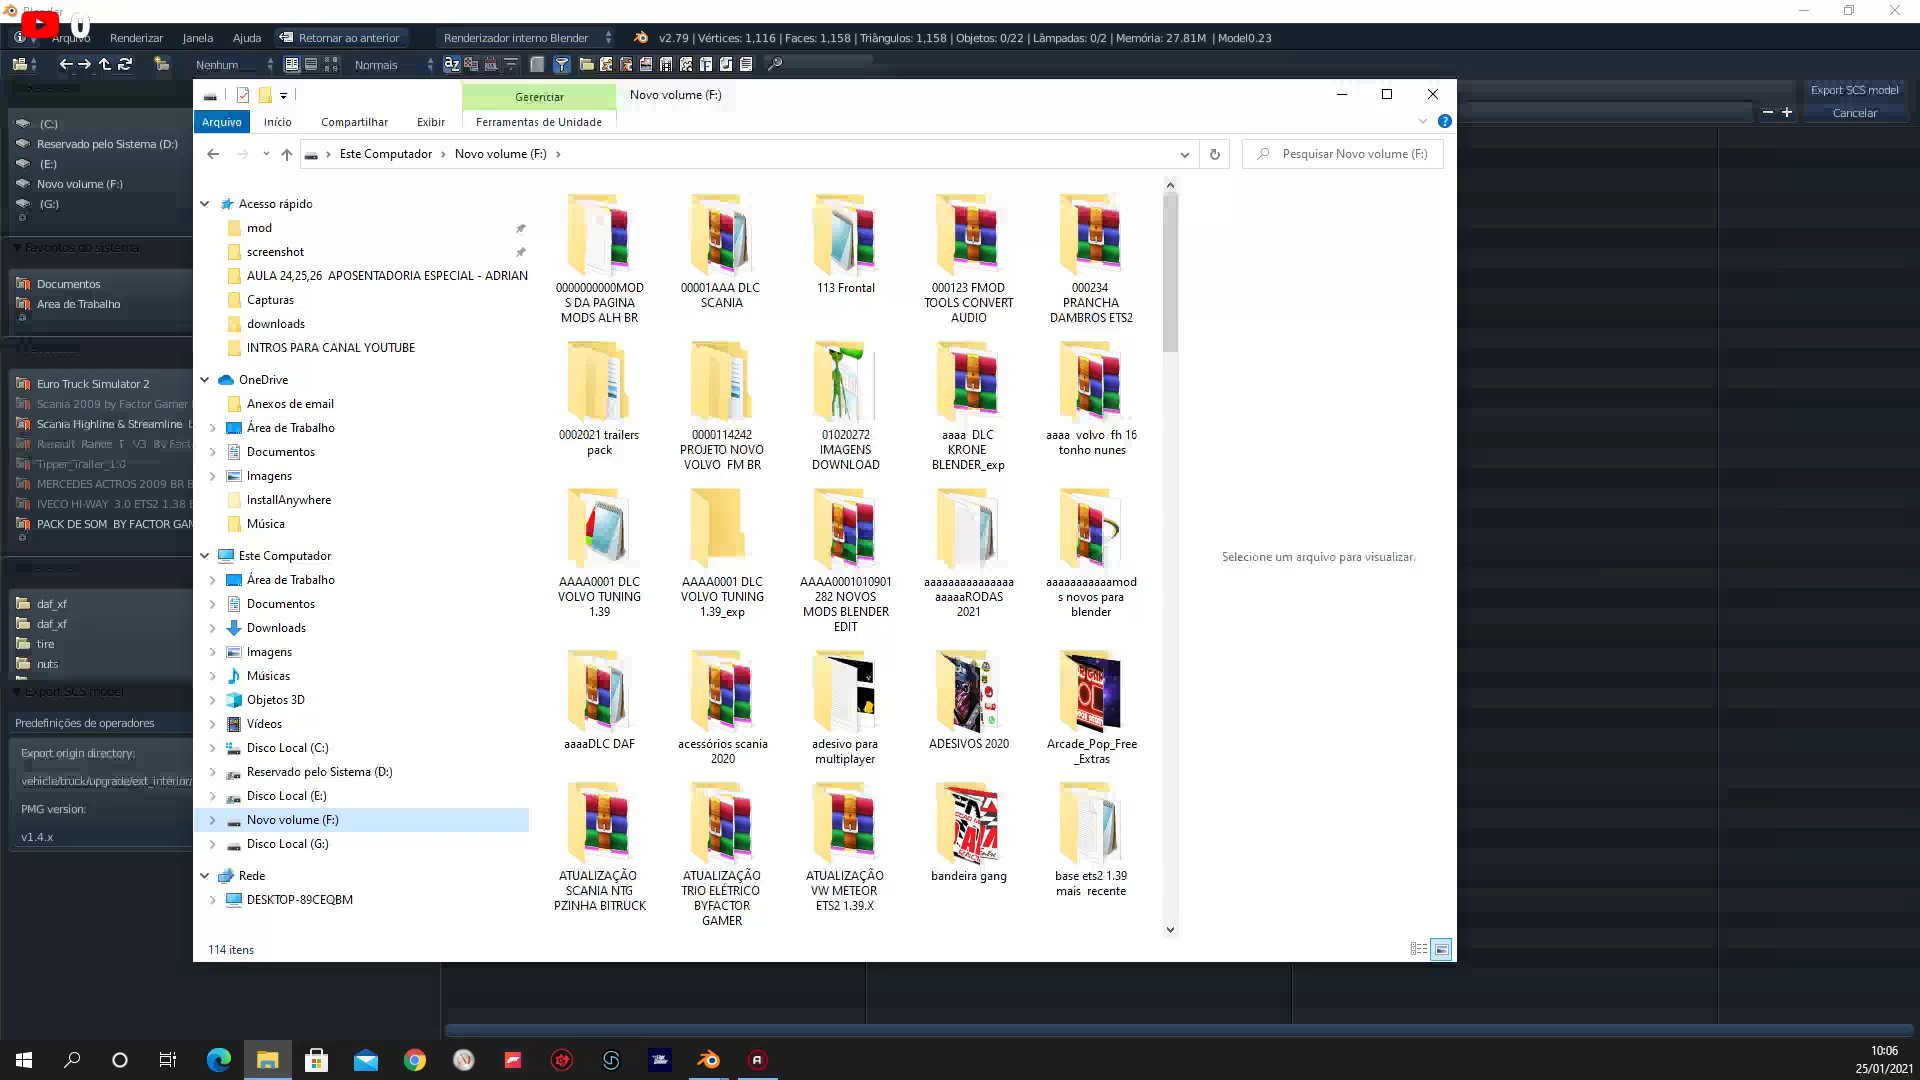 Blender
0
Arquivo
Renderizar
Janela
Ajuda
Retornar ao anterior
Renderizador interno Blender
v2.79 | Vértices: 1,116 | Faces: 1,158 | Triângulos: 1,158 | Objetos: 0/22 | Lâmpadas: 0/2 | Memória: 27.81M | Model0.23
Nenhum
Normais
Export SCS model
Cancelar
(C:)
Reservado pelo Sistema (D:)
(E:)
Novo volume (F:)
(G:)
Favoritos do sistema
Documentos
Area de Trabalho
Euro Truck Simulator 2
Scania 2009 by Factor Gamer
Scania Highline & Streamline
Tipper_Trailer_1.0
MERCEDES ACTROS 2009 BR B
IVECO HI-WAY 3.0 ETS2 1.38
PACK DE SOM BY FACTOR GAM
daf_xf
daf_xf
tire
nuts
Export SCS model
Predefinições de operadores
Export origin directory:
vehicle/truck/upgrade/ext_interior/
PMG version:
v1.4.x
Gerenciar
Novo volume (F:)
Arquivo
Início
Compartilhar
Exibir
Ferramentas de Unidade
Este Computador
Novo volume (F:)
Pesquisar Novo volume (F:)
Acesso rápido
mod
screenshot
AULA 24,25,26 APOSENTADORIA ESPECIAL - ADRIAN
Capturas
downloads
INTROS PARA CANAL YOUTUBE
OneDrive
Anexos de email
Área de Trabalho
Documentos
Imagens
InstallAnywhere
Música
Este Computador
Área de Trabalho
Documentos
Downloads
Imagens
Músicas
Objetos 3D
Vídeos
Disco Local (C:)
Reservado pelo Sistema (D:)
Disco Local (E:)
Novo volume (F:)
Disco Local (G:)
Rede
DESKTOP-89CEQBM
0000000000MOD
S DA PAGINA
MODS ALH BR
00001AAA DLC
SCANIA
113 Frontal
000123 FMOD
TOOLS CONVERT
AUDIO
000234
PRANCHA
DAMBROS ETS2
0002021 trailers
pack
0000114242
PROJETO NOVO
VOLVO FM BR
01020272
IMAGENS
DOWNLOAD
aaaa DLC
KRONE
BLENDER_exp
aaaa volvo fh 16
tonho nunes
AAAA0001 DLC
VOLVO TUNING
1.39
AAAA0001 DLC
VOLVO TUNING
1.39_exp
AAAA0001010901
282 NOVOS
MODS BLENDER
EDIT
aaaaaaaaaaaaaaa
aaaaaRODAS
2021
aaaaaaaaaaamod
s novos para
blender
aaaaDLC DAF
acessórios scania
2020
adesivo para
multiplayer
ADESIVOS 2020
Arcade_Pop_Free
_Extras
ATUALIZAÇÃO
SCANIA NTG
PZINHA BITRUCK
ATUALIZAÇÃO
TRIO ELÉTRICO
BYFACTOR
GAMER
ATUALIZAÇÃO
VW METEOR
ETS2 1.39.X
bandeira gang
base ets2 1.39
mais recente
Selecione um arquivo para visualizar.
114 itens
10:06
25/01/2021